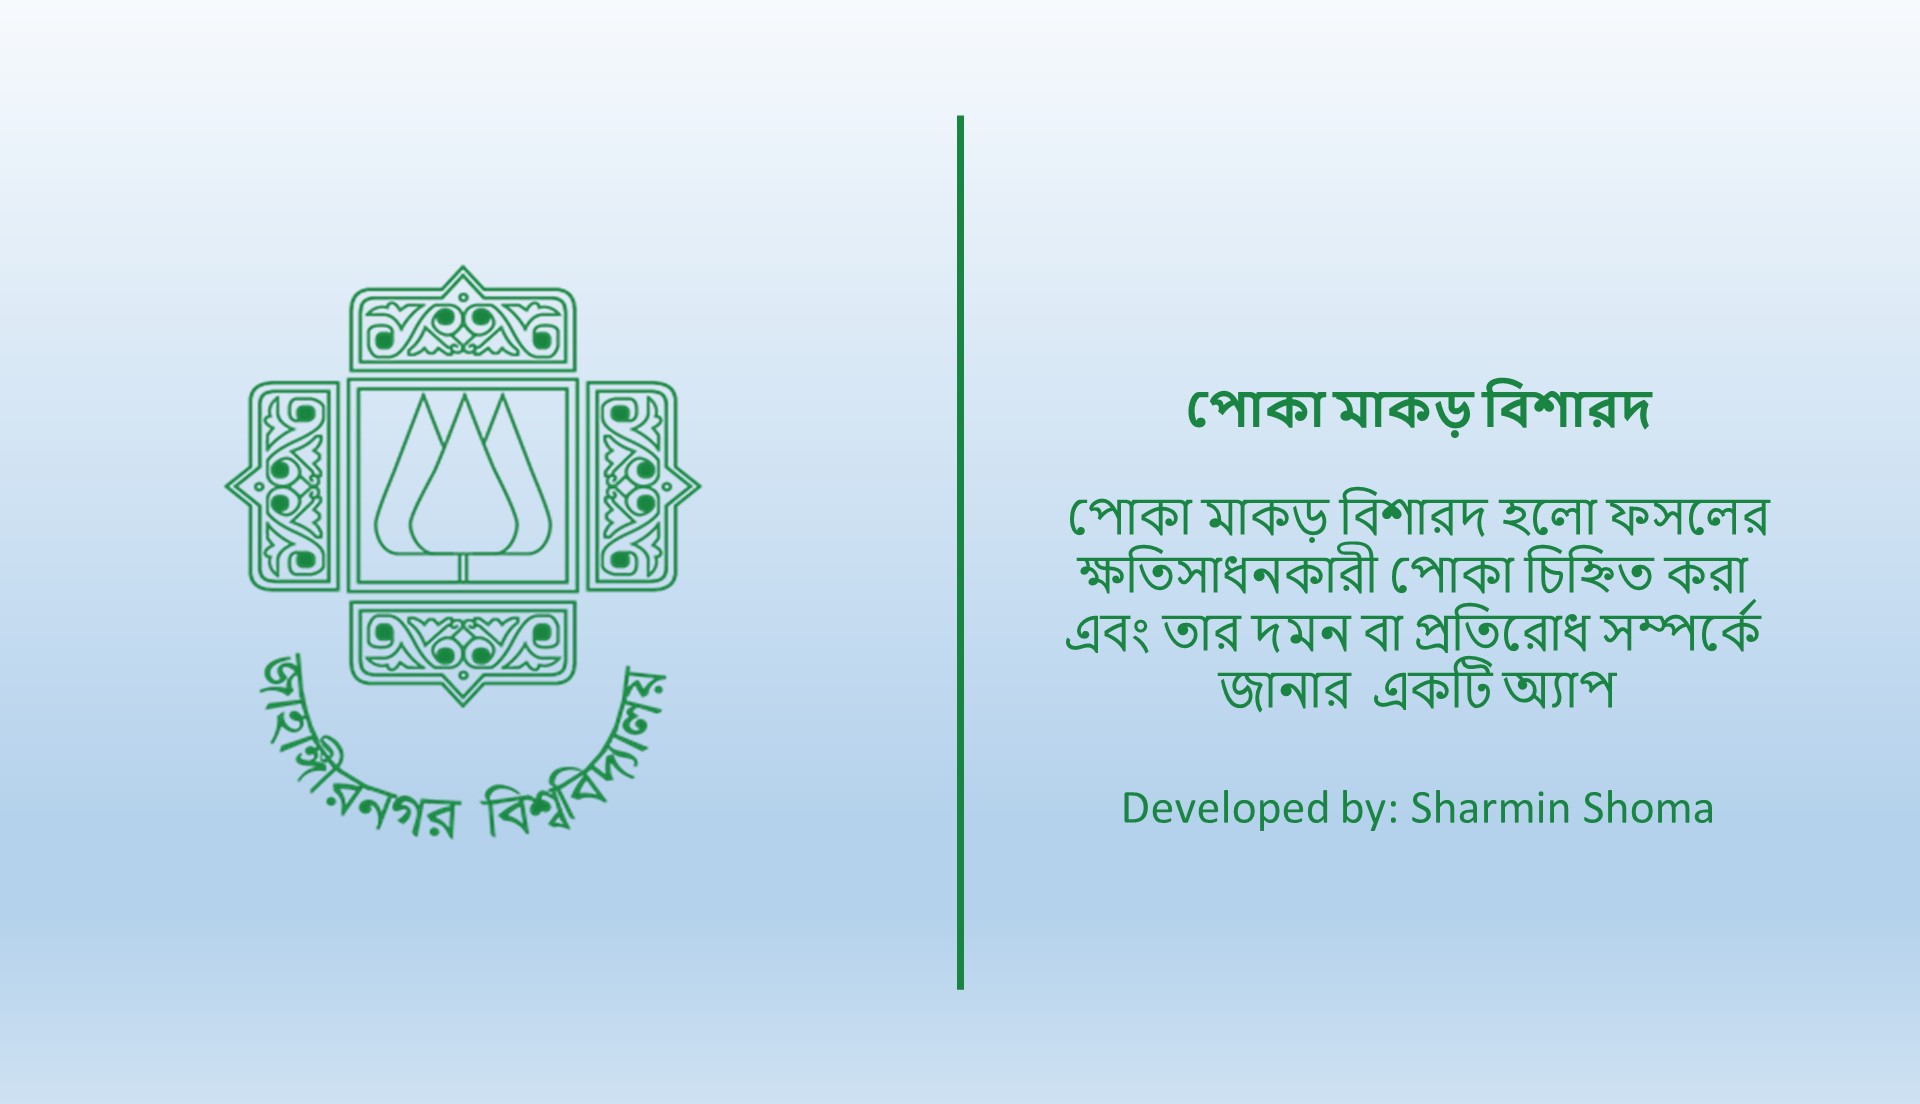 জাহাঙ্গীরনগর বিশ্ববিদ্যালয়
পোকা মাকড় বিশারদ
পোকা মাকড় বিশারদ হলো ফসলের
ক্ষতিসাধনকারী পোকা চিহ্নিত করা
এবং তার দমন বা প্রতিরোধ সম্পর্কে
জানার একটি অ্যাপ
Developed by: Sharmin Shoma